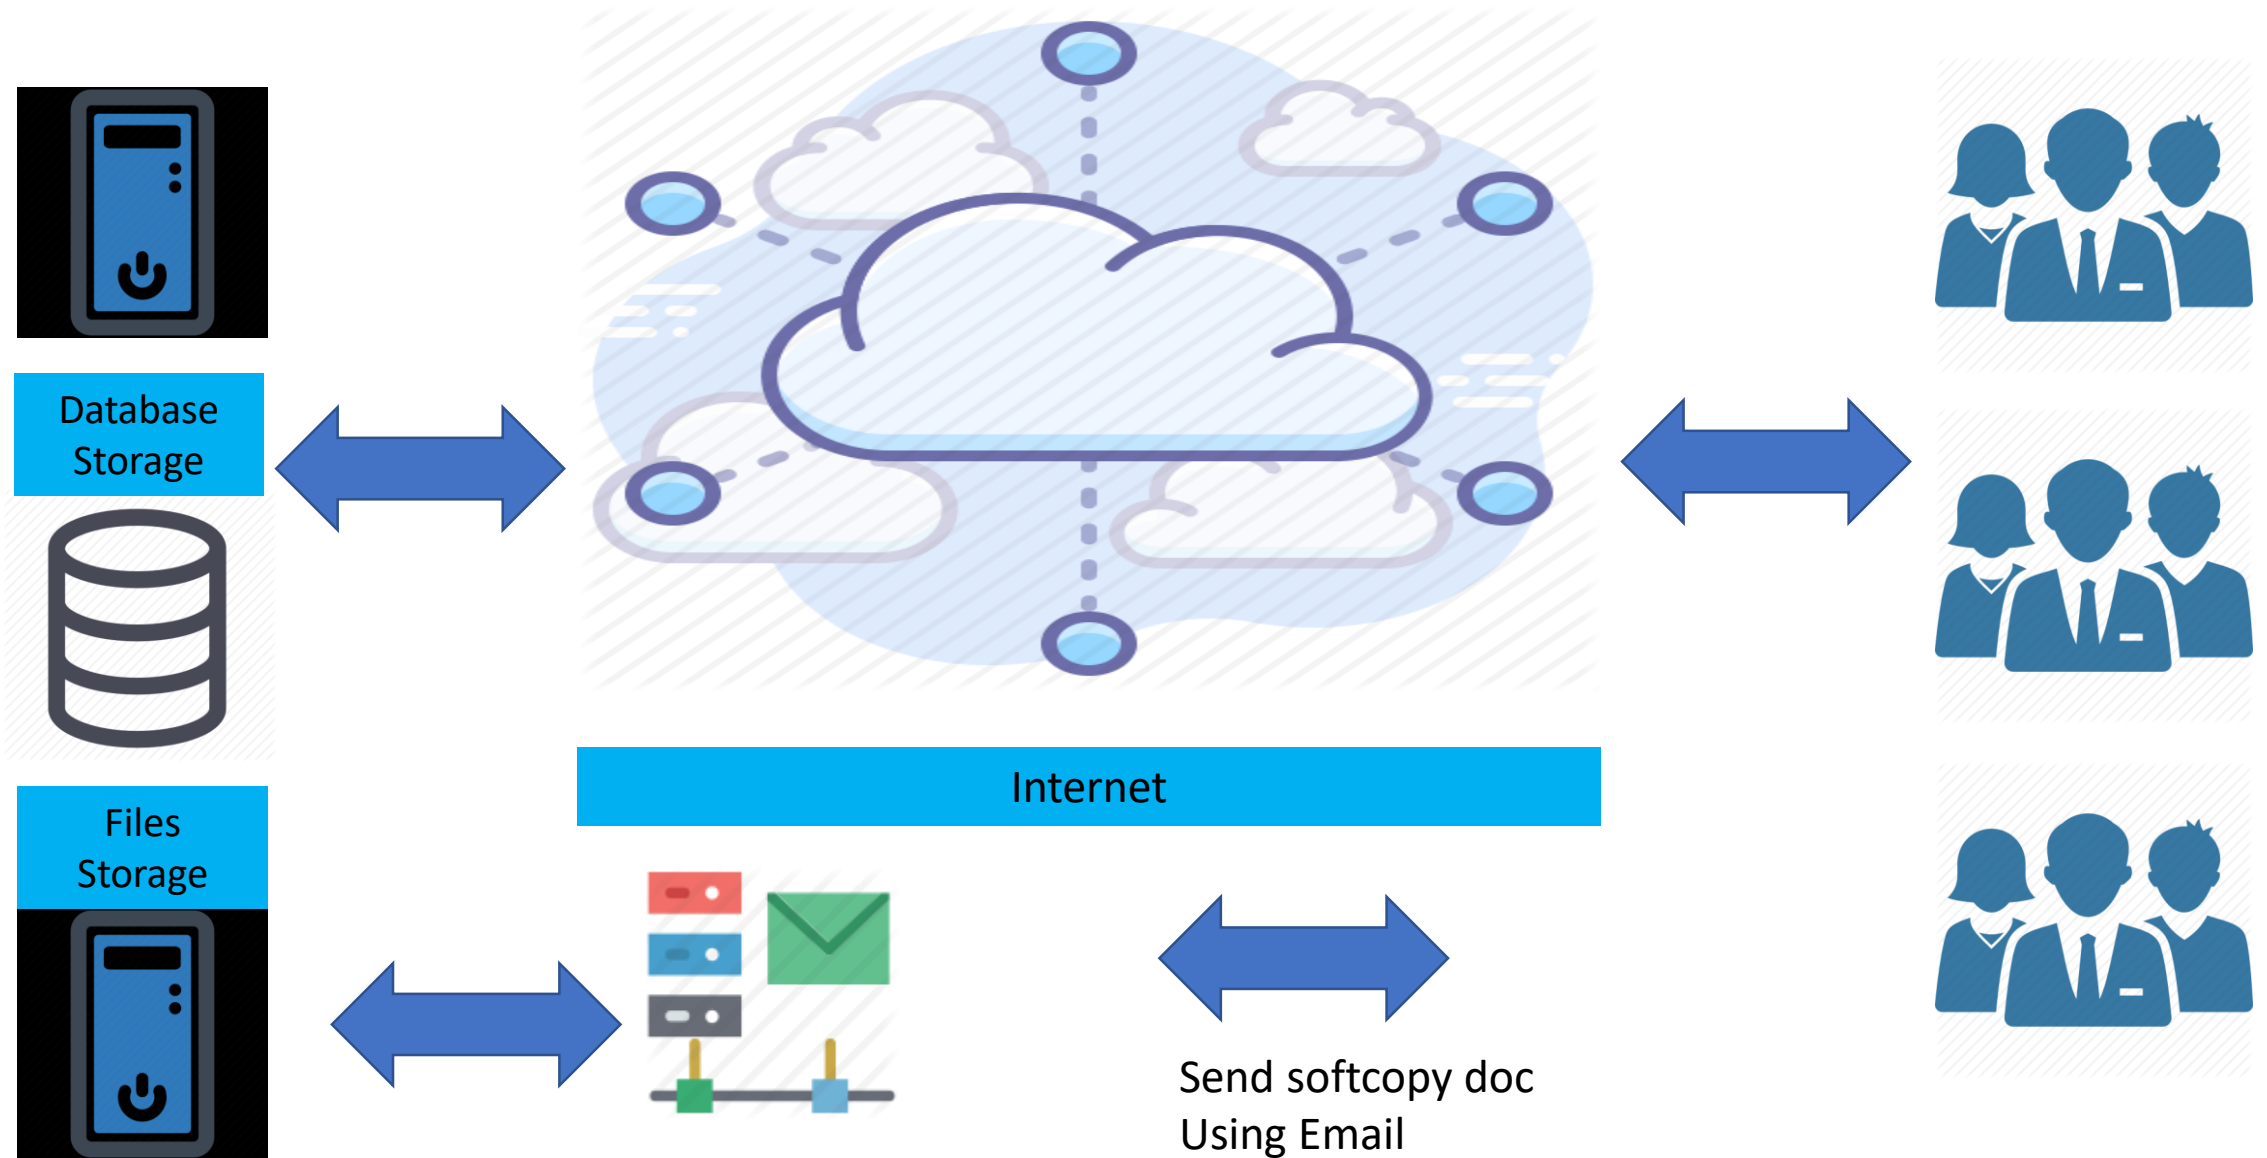 Database
Storage
Internet
Files
Storage
Send softcopy doc
Using Email